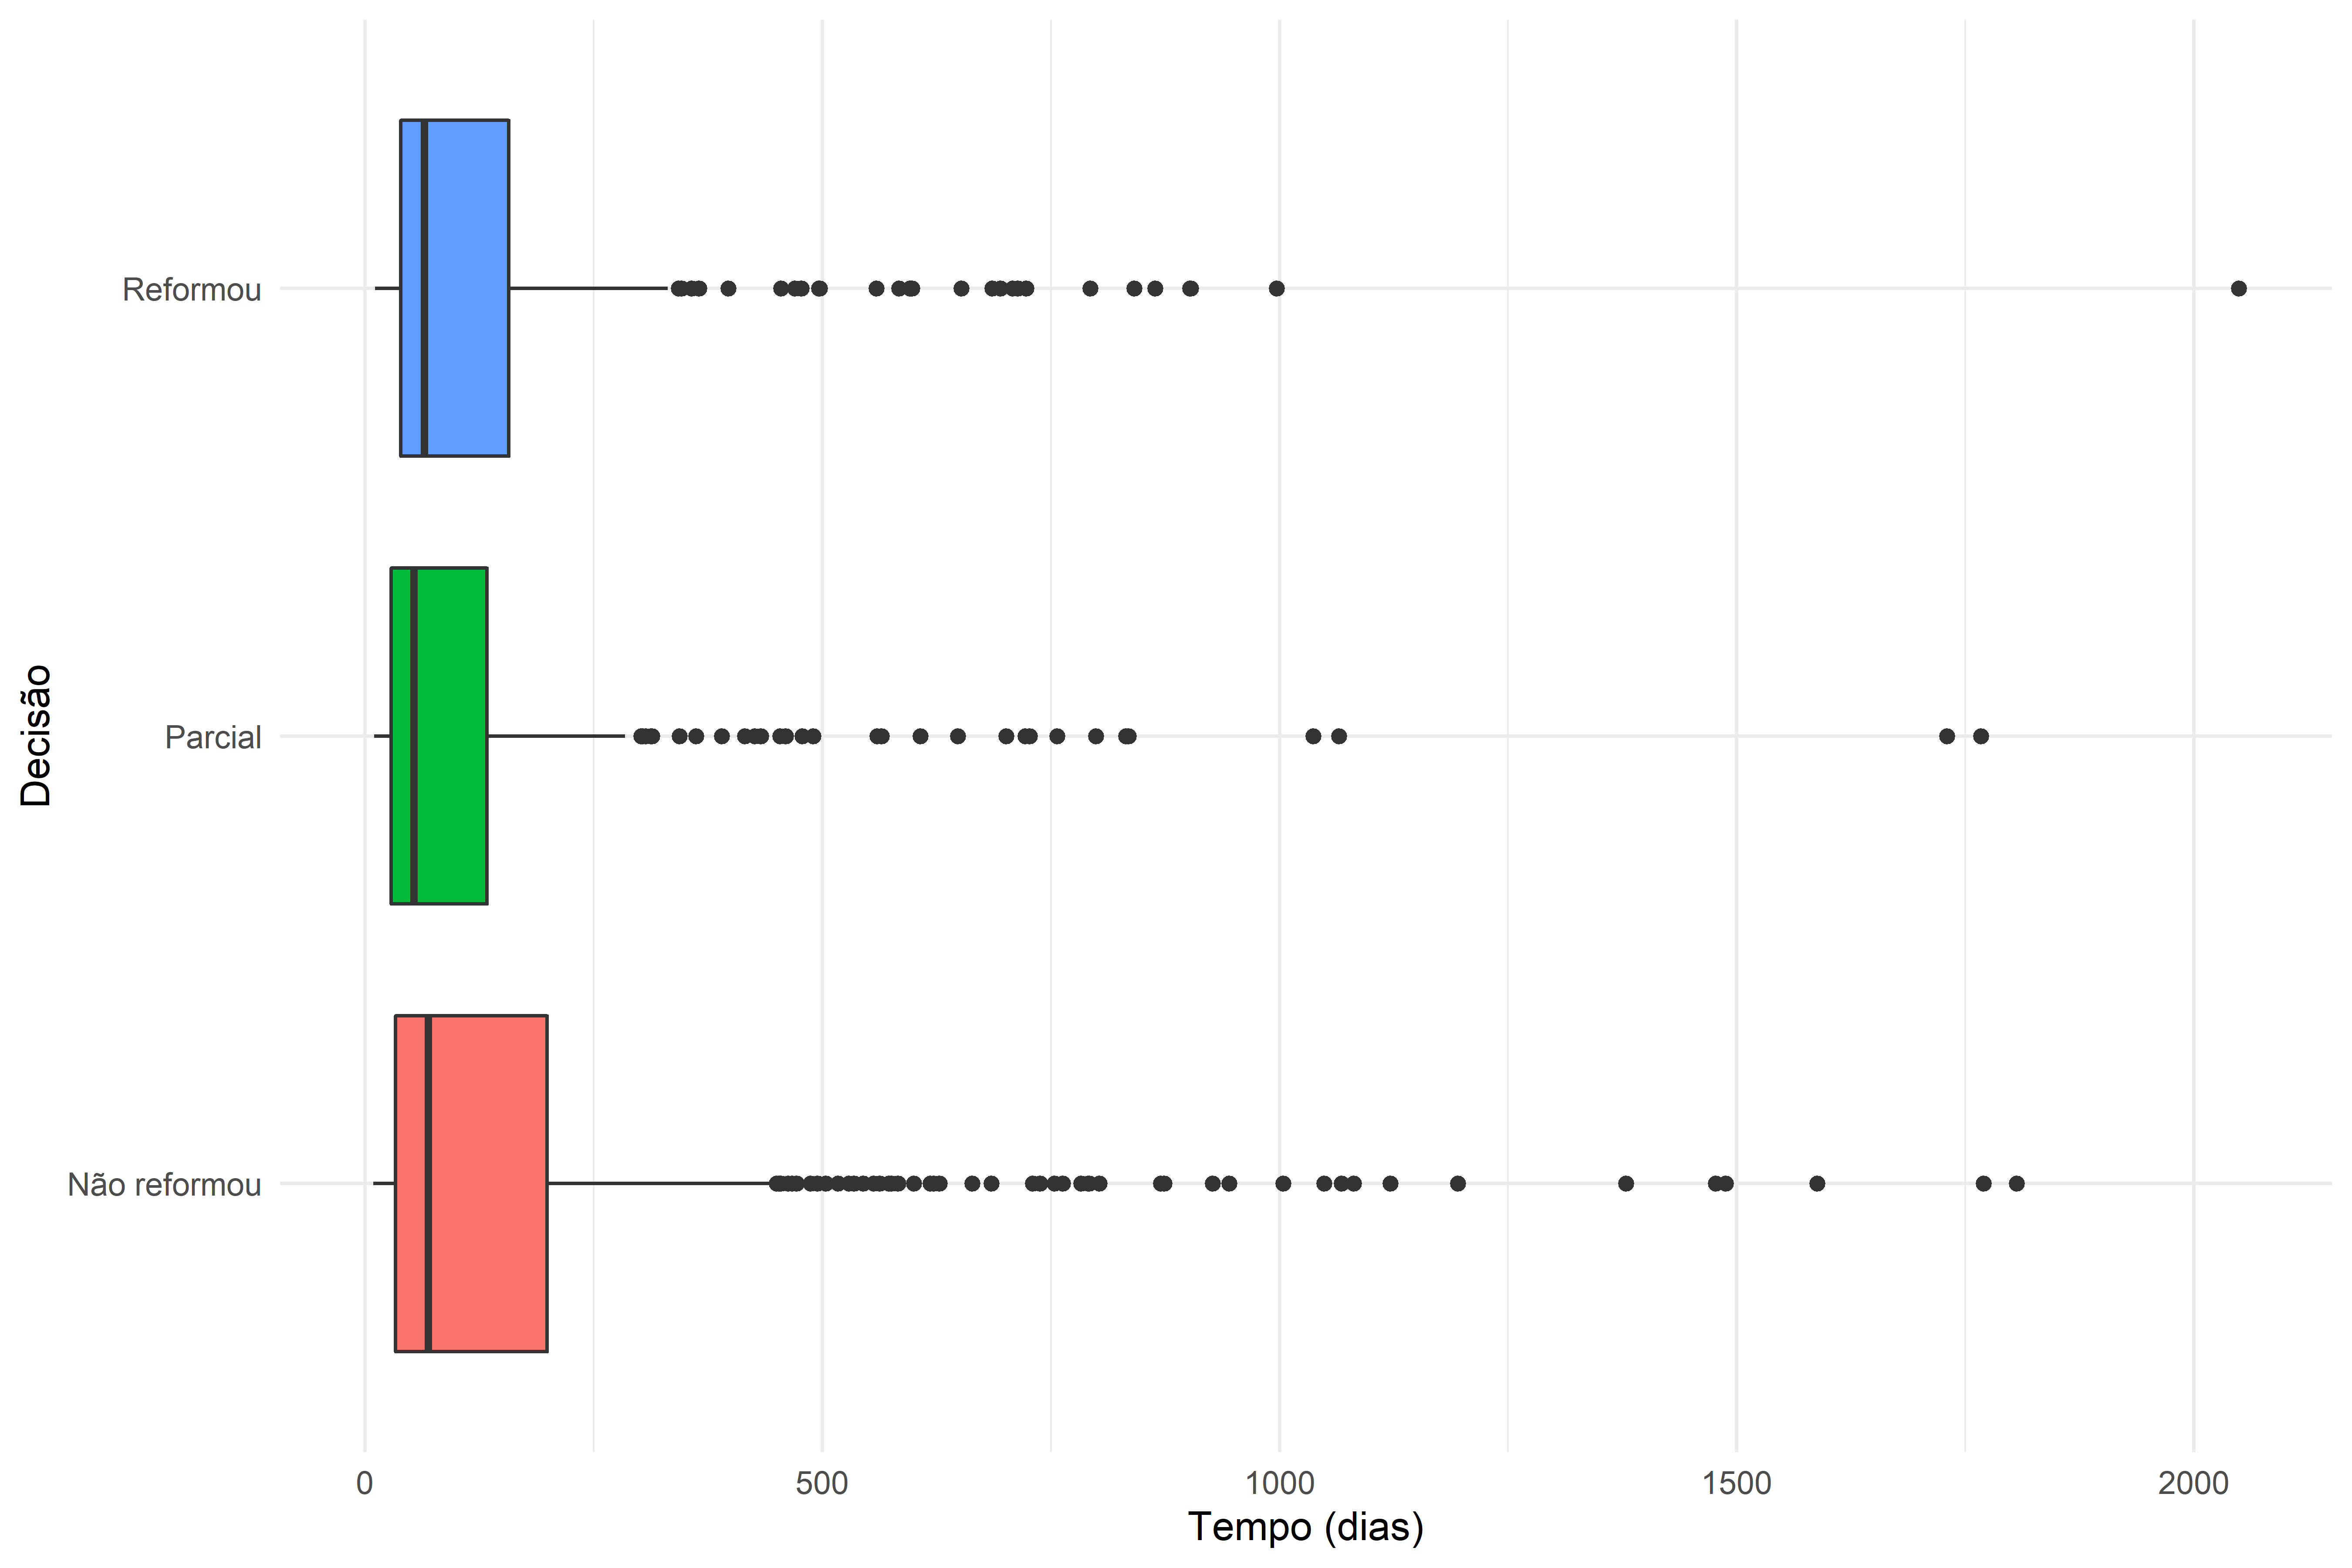 Decisão
Reformou
Parcial
Não reformou
0 500 1000 1500 2000
Tempo (dias)